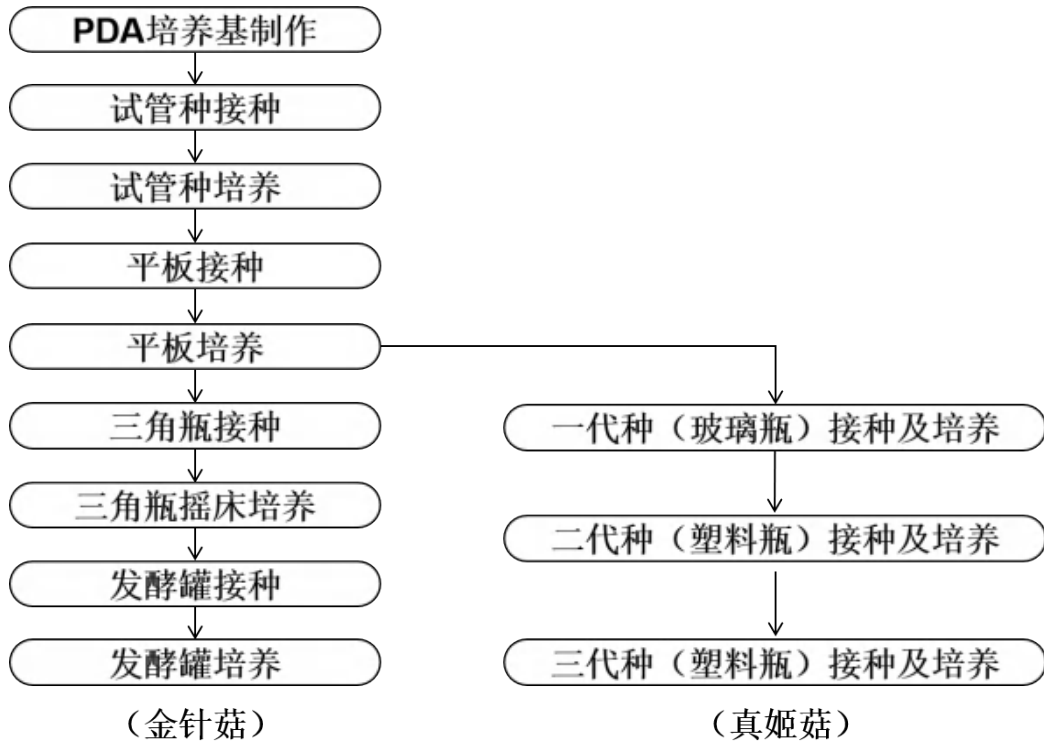 PDA培养基制作
试管种接种
试管种培养
平板接种
平板培养
三角瓶接种
三角瓶摇床培养
发酵罐接种
发酵罐培养
（金针菇）
一代种（玻璃瓶）接种及培养
二代种（塑料瓶）接种及培养
三代种（塑料瓶）接种及培养
（真姬菇）